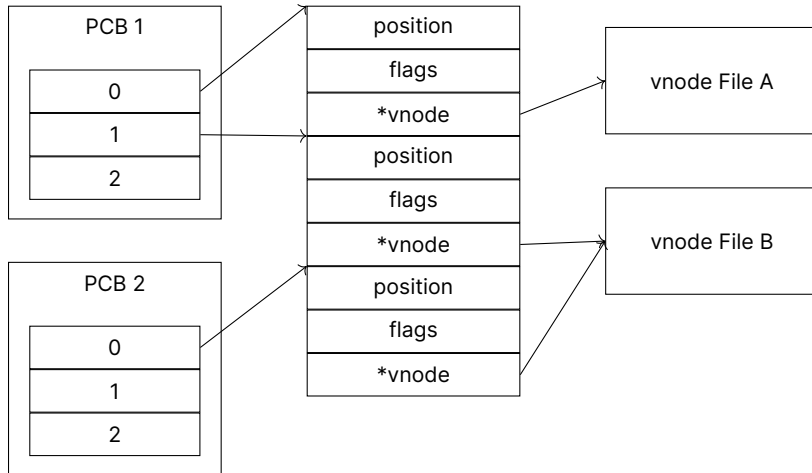 PCB 1
0
1
2
PCB 2
0
1
2
position
flags
*vnode
position
flags
*vnode
position
flags
*vnode
vnode File A
vnode File B